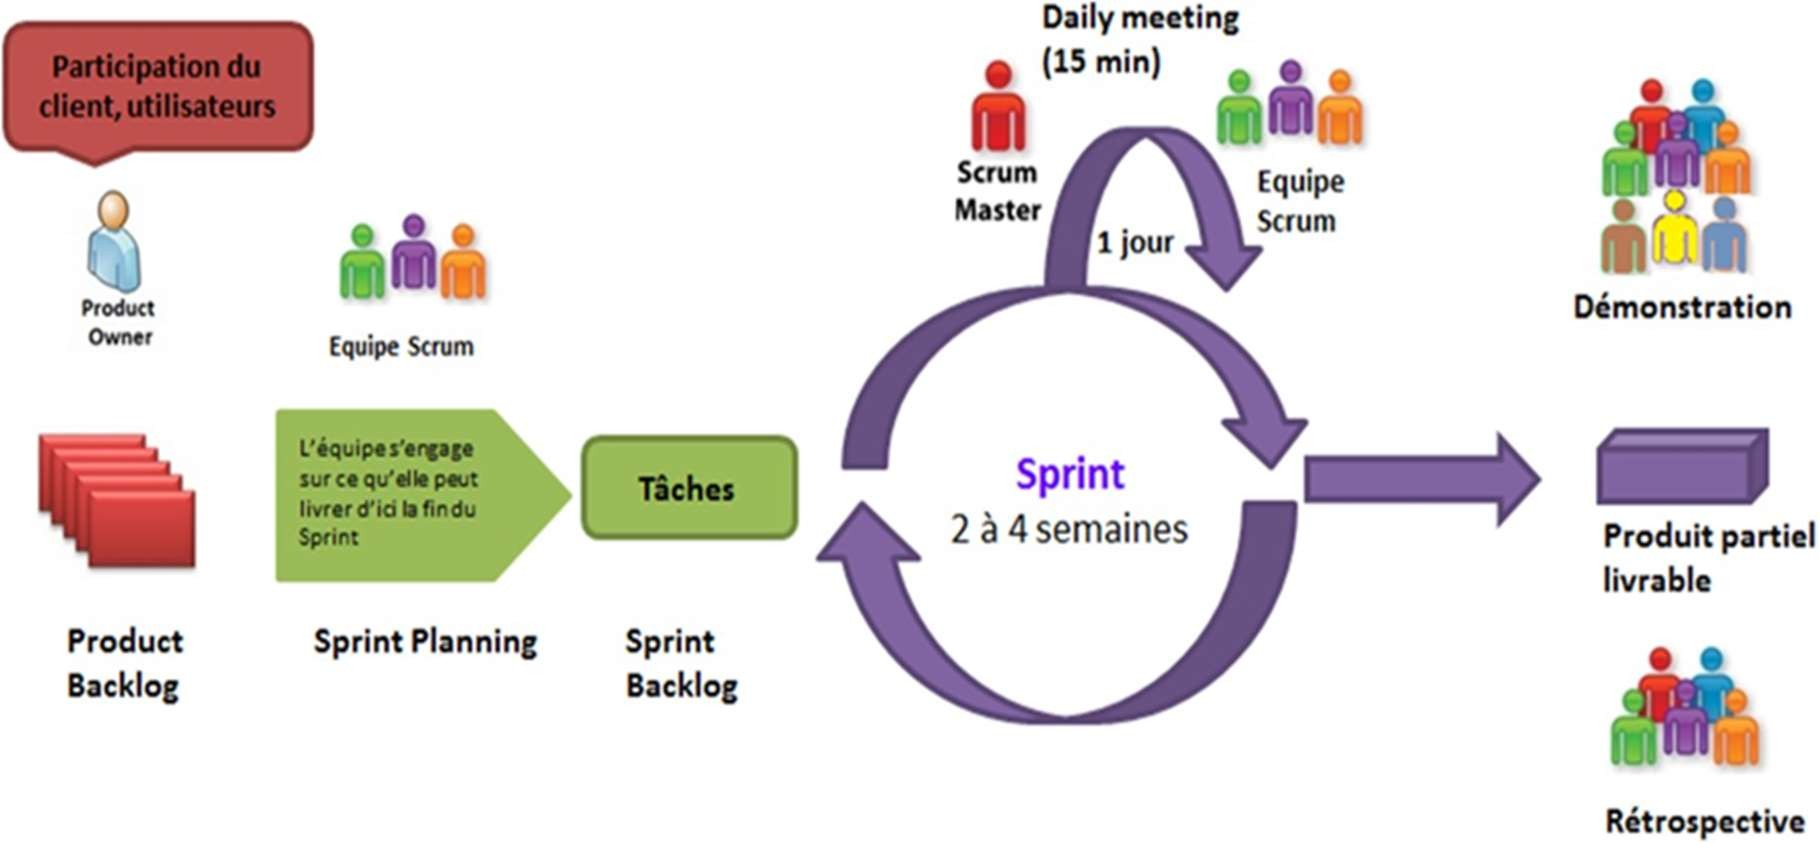 Participation du
client, utilisateurs
Product
Owner
Equipe Scrum
Product
Backlog
L'équipe s'engage
sur ce qu'elle peut
livrer d'ici la fin du
Sprint
Sprint Planning
Tâches
Sprint
Backlog
Daily meeting
(15 min)
Scrum
Master
1 jour
Equipe
Scrum
Sprint
2 à 4 semaines
Démonstration
Produit partiel
livrable
Rétrospective